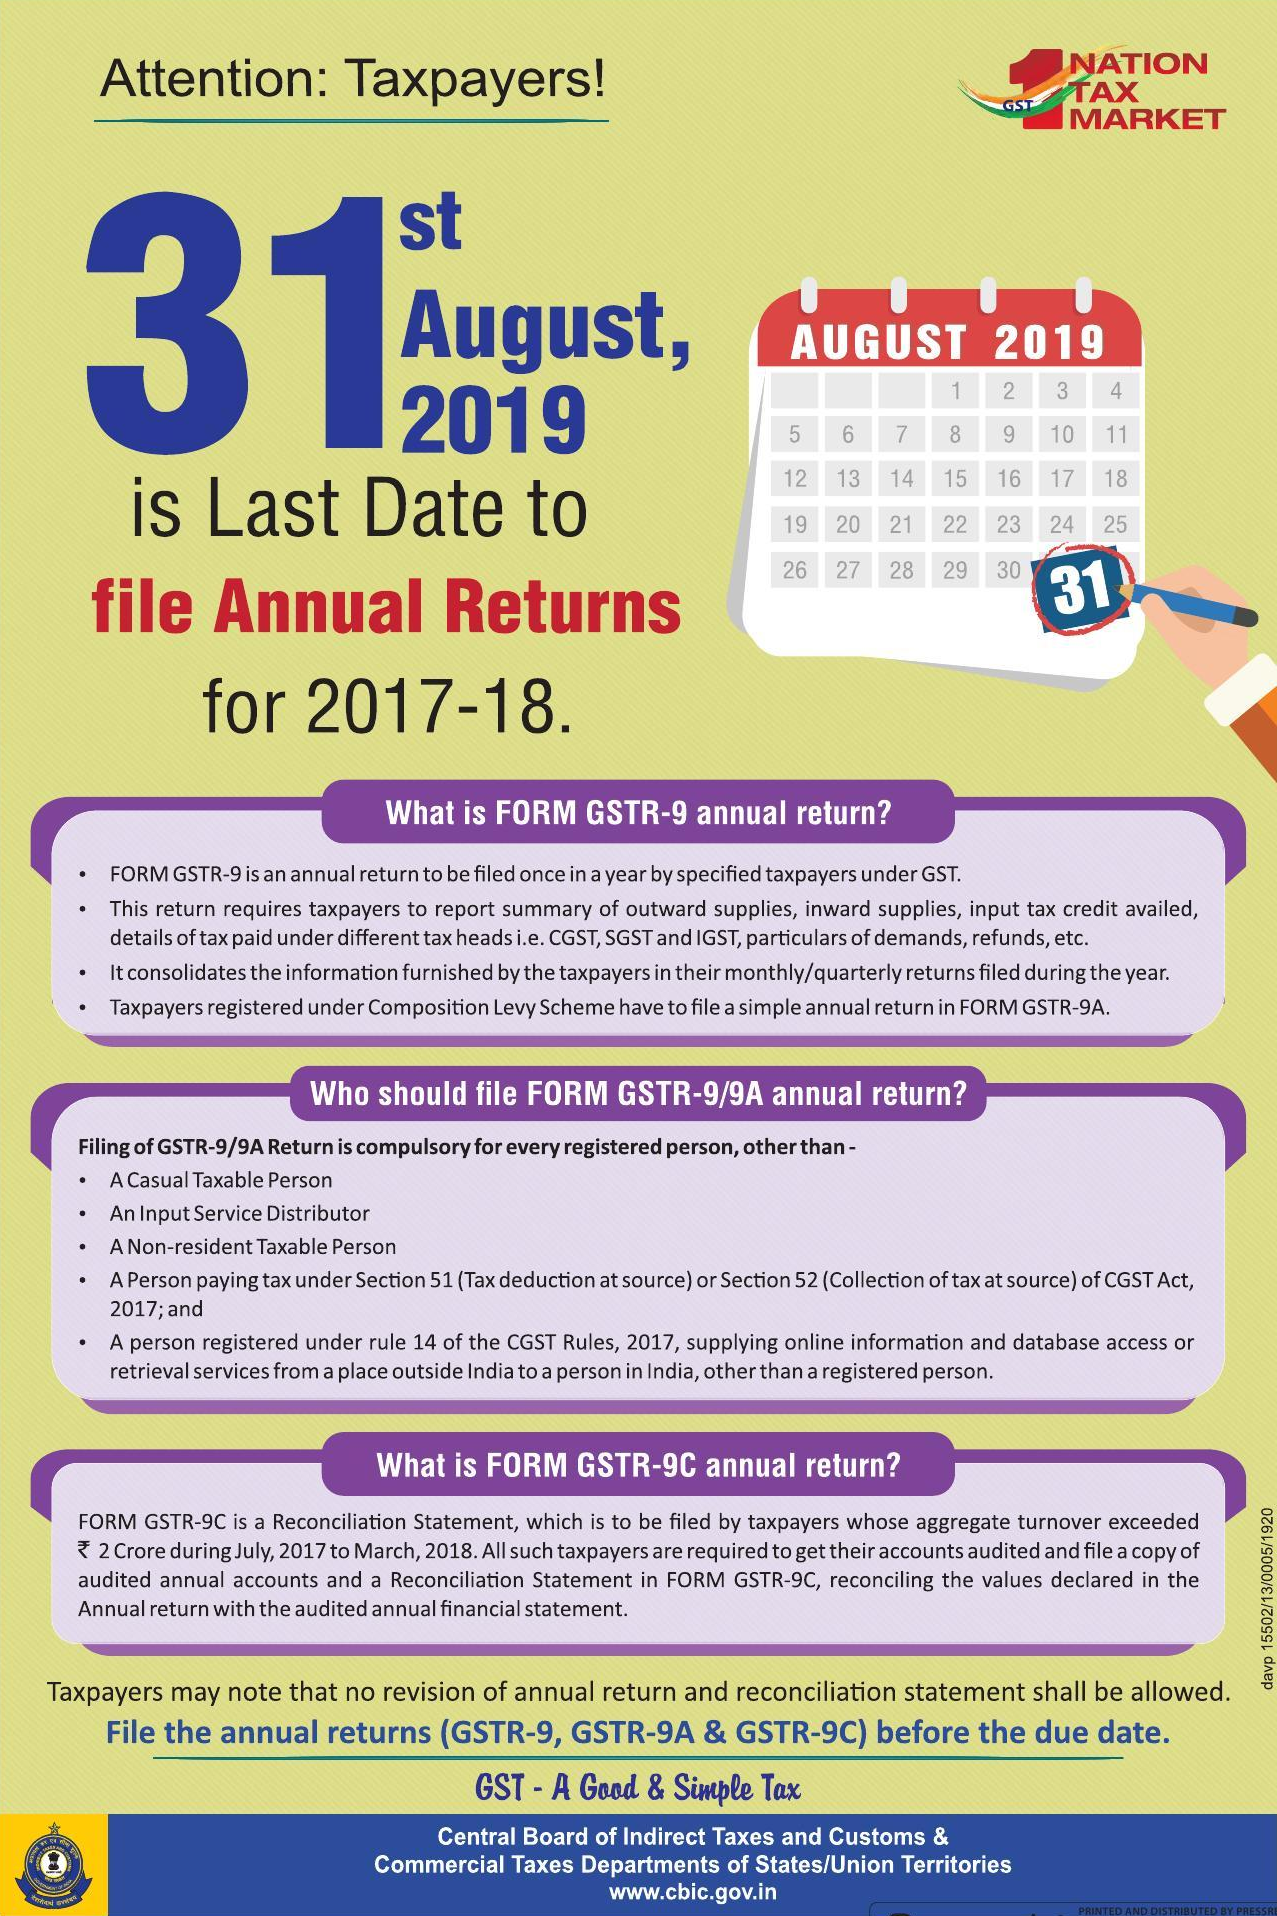 Attention: Taxpayers!
1 NATION
TAX
MARKET
GST
31st
August,
2019
is Last Date to
file Annual Returns
for 2017-18.
AUGUST 2019
1 2 3 4
5 6 7 8 9 10 11
12 13 14 15 16 17 18
19 20 21 22 23 24 25
26 27 28 29 30 31
What is FORM GSTR-9 annual return?
• FORM GSTR-9 is an annual return to be filed once in a year by specified taxpayers under GST.
• This return requires taxpayers to report summary of outward supplies, inward supplies, input tax credit availed,
details of tax paid under different tax heads i.e. CGST, SGST and IGST, particulars of demands, refunds, etc.
• It consolidates the information furnished by the taxpayers in their monthly/quarterly returns filed during the year.
• Taxpayers registered under Composition Levy Scheme have to file a simple annual return in FORM GSTR-9A.
Who should file FORM GSTR-9/9A annual return?
Filing of GSTR-9/9A Return is compulsory for every registered person, other than -
• A Casual Taxable Person
• An Input Service Distributor
• A Non-resident Taxable Person
• A Person paying tax under Section 51 (Tax deduction at source) or Section 52 (Collection of tax at source) of CGST Act,
2017; and
• A person registered under rule 14 of the CGST Rules, 2017, supplying online information and database access or
retrieval services from a place outside India to a person in India, other than a registered person.
What is FORM GSTR-9C annual return?
FORM GSTR-9C is a Reconciliation Statement, which is to be filed by taxpayers whose aggregate turnover exceeded
₹ 2 Crore during July, 2017 to March, 2018. All such taxpayers are required to get their accounts audited and file a copy of
audited annual accounts and a Reconciliation Statement in FORM GSTR-9C, reconciling the values declared in the
Annual return with the audited annual financial statement.
davp 15502/13/0005/1920
Taxpayers may note that no revision of annual return and reconciliation statement shall be allowed.
File the annual returns (GSTR-9, GSTR-9A & GSTR-9C) before the due date.
GST - A Good & Simple Tax
Central Board of Indirect Taxes and Customs &
Commercial Taxes Departments of States/Union Territories
www.cbic.gov.in
PRINTED AND DISTRIBUTED BY